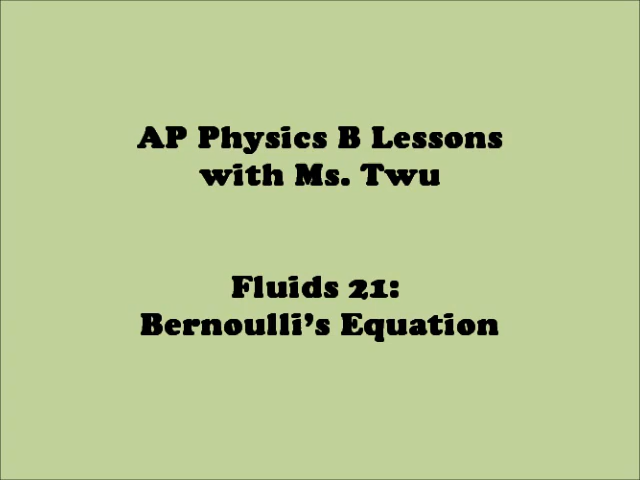 AP Physics B Lessons
with Ms. Twu
Fluids 21:
Bernoulli’s Equation